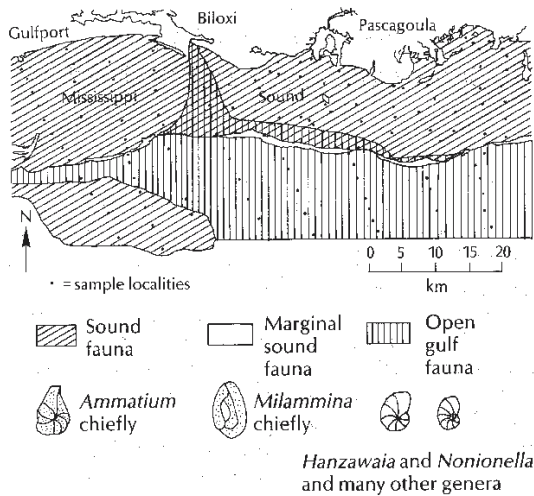 Biloxi
Gulfport
Pascagoula
Mississippi
Sound
N
0 5 10 15 20
km
• = sample localities
Sound
fauna
Marginal
sound
fauna
Open
gulf
fauna
Ammatium
chiefly
Milammina
chiefly
Hanzawaia and Nonionella
and many other genera